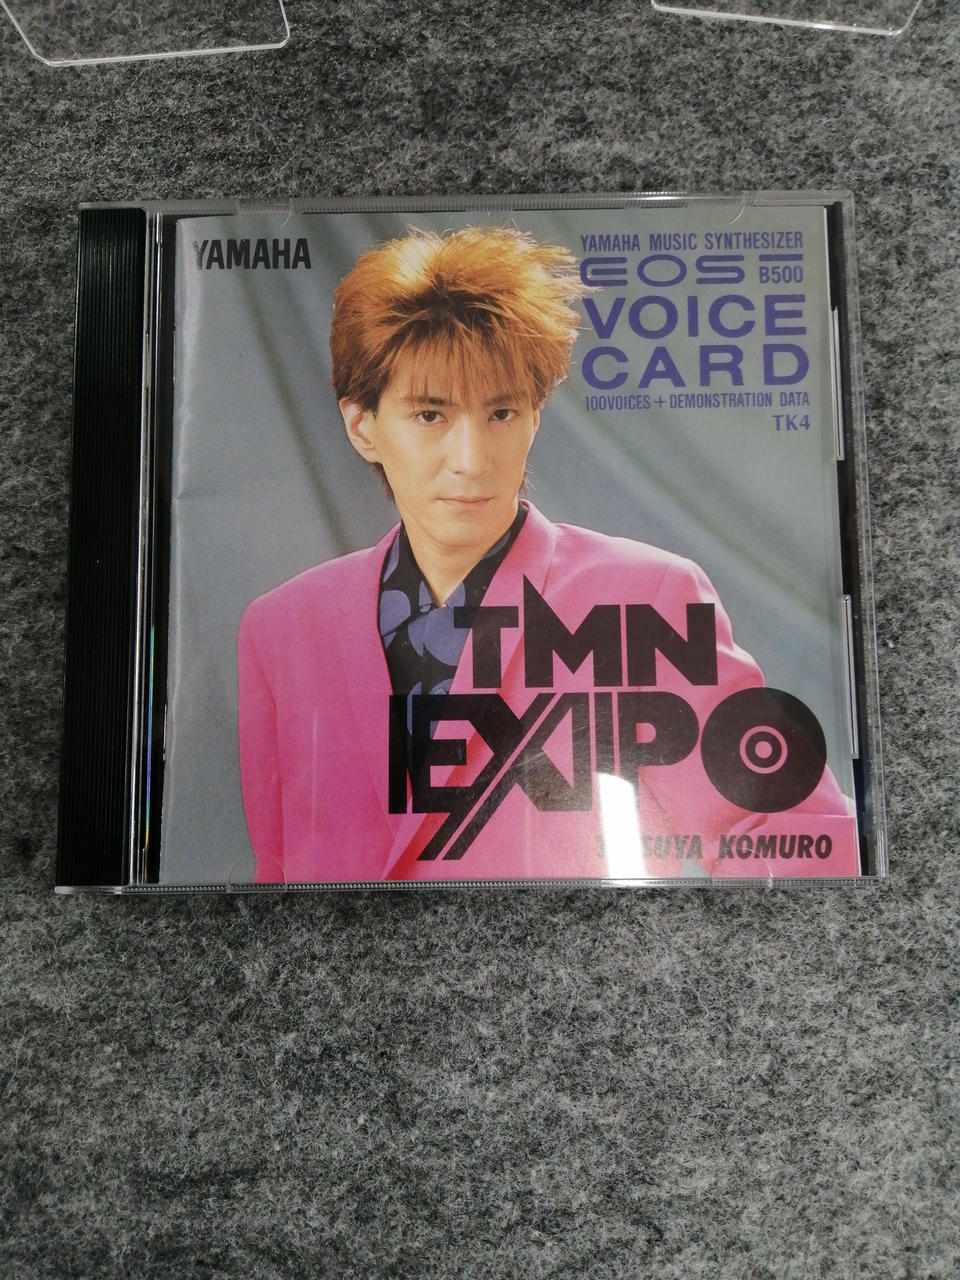 YAMAHA
YAMAHA MUSIC SYNTHESIZER
EOS
B500
VOICE
CARD
100VOICES + DEMONSTRATION DATA
TK4
TMN
EXPO
KOMURO